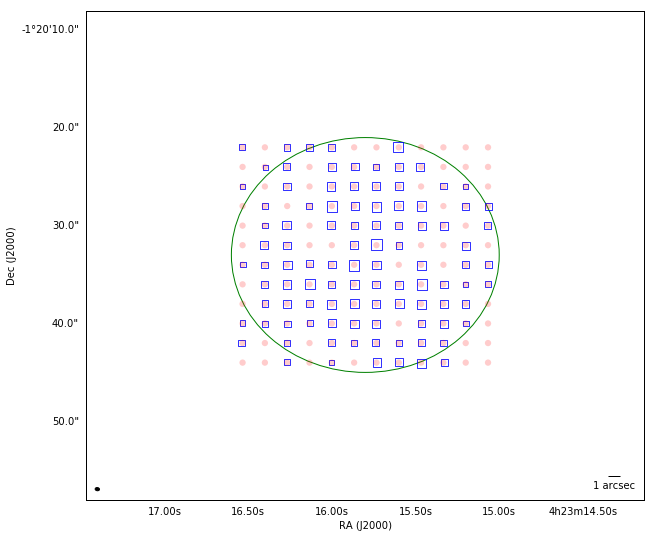 -1°20'10.0"
20.0"
30.0"
40.0"
50.0"
Dec (J2000)
1 arcsec
17.00s 16.50s 16.00s 15.50s 15.00s 4h23m14.50s
RA (J2000)